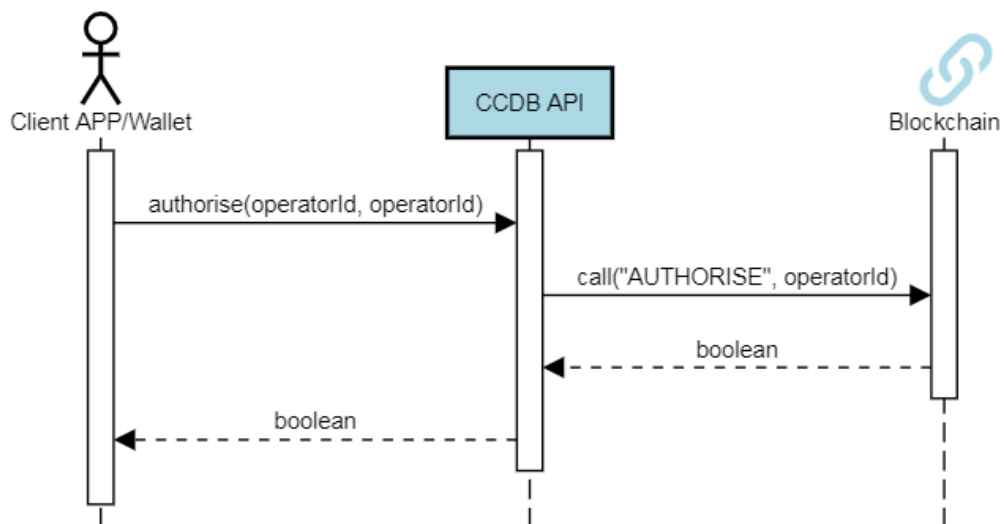 Client APP/Wallet
CCDB API
Blockchain
authorise(operatorId, operatorId)
call("AUTHORISE", operatorId)
boolean
boolean